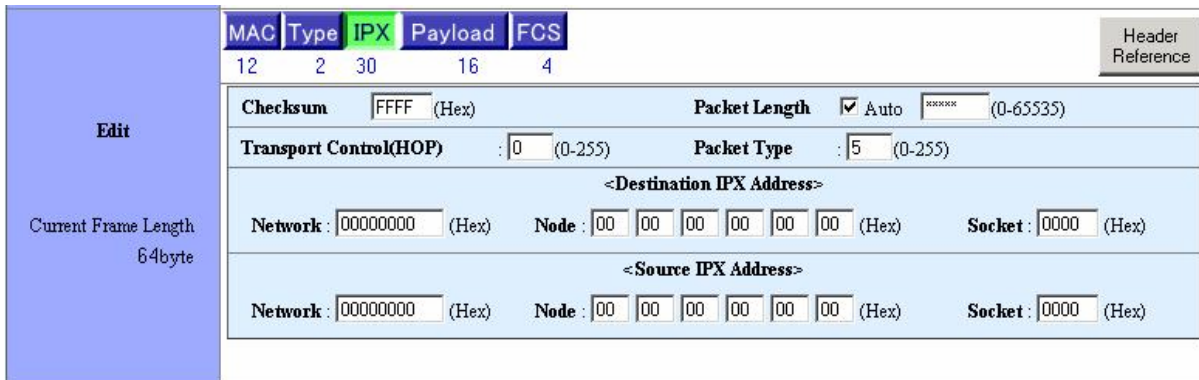 MAC Type IPX Payload FCS
12 2 30 16 4
Header
Reference
Edit
Current Frame Length
64byte
Checksum FFFF (Hex) Packet Length Auto ***** (0-65535)
Transport Control(HOP) : 0 (0-255) Packet Type : 5 (0-255)
<Destination IPX Address>
Network : 00000000 (Hex) Node : 00 00 00 00 00 00 (Hex) Socket : 0000 (Hex)
<Source IPX Address>
Network : 00000000 (Hex) Node : 00 00 00 00 00 00 (Hex) Socket : 0000 (Hex)